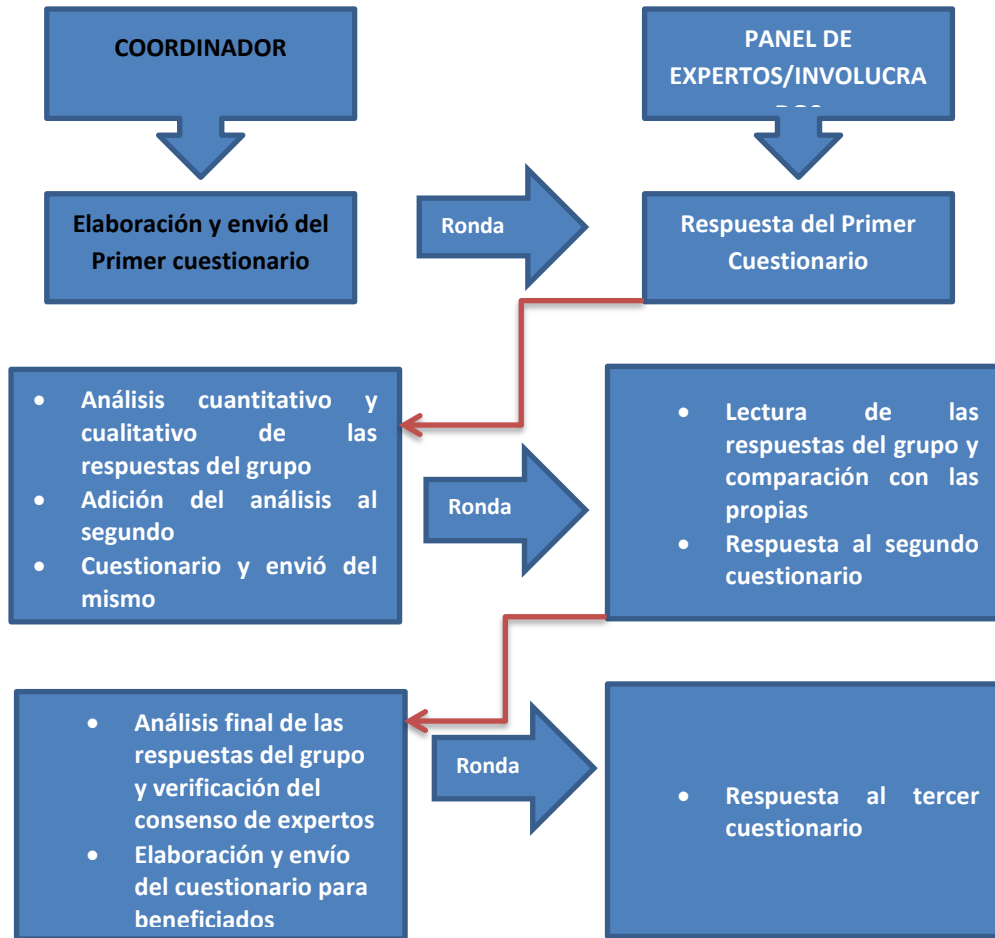 COORDINADOR
PANEL DE
EXPERTOS/INVOLUCRA
Elaboración y envió del
Primer cuestionario
Ronda
Respuesta del Primer
Cuestionario
• Análisis cuantitativo y
cualitativo de las
respuestas del grupo
• Adición del análisis al
segundo
• Cuestionario y envió del
mismo
Ronda
• Lectura de las
respuestas del grupo y
comparación con las
propias
• Respuesta al segundo
cuestionario
• Análisis final de las
respuestas del grupo
y verificación del
consenso de expertos
• Elaboración y envío
del cuestionario para
beneficiados
Ronda
• Respuesta al tercer
cuestionario